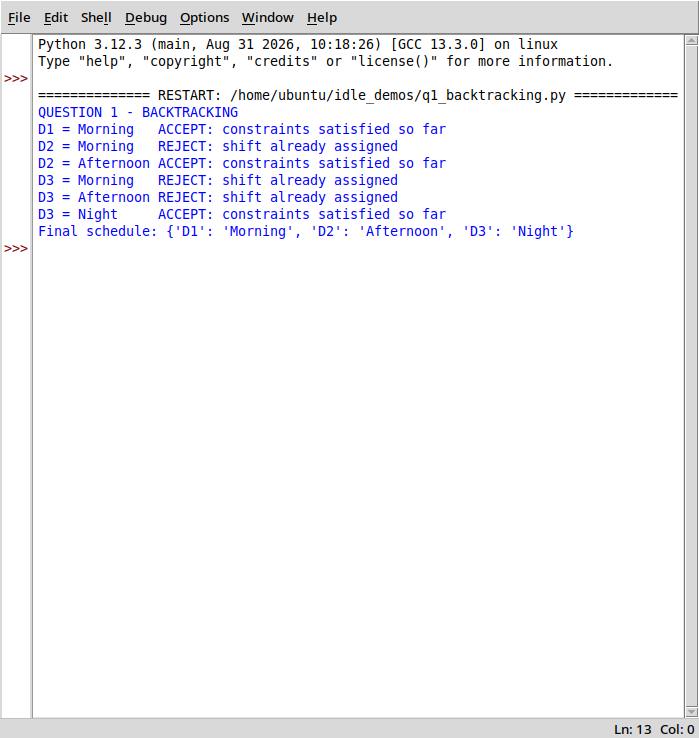 File Edit Shell Debug Options Window Help
Python 3.12.3 (main, Aug 31 2026, 10:18:26) [GCC 13.3.0] on linux
Type "help", "copyright", "credits" or "license()" for more information.
>>>
============== RESTART: /home/ubuntu/idle_demos/q1_backtracking.py =============
QUESTION 1 - BACKTRACKING
D1 = Morning   ACCEPT: constraints satisfied so far
D2 = Morning   REJECT: shift already assigned
D2 = Afternoon ACCEPT: constraints satisfied so far
D3 = Morning   REJECT: shift already assigned
D3 = Afternoon REJECT: shift already assigned
D3 = Night     ACCEPT: constraints satisfied so far
Final schedule: {'D1': 'Morning', 'D2': 'Afternoon', 'D3': 'Night'}
>>>
Ln: 13 Col: 0